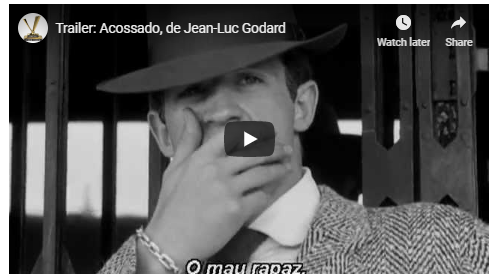 Trailer: Acossado, de Jean-Luc Godard
Watch later
Share
O mau rapaz.